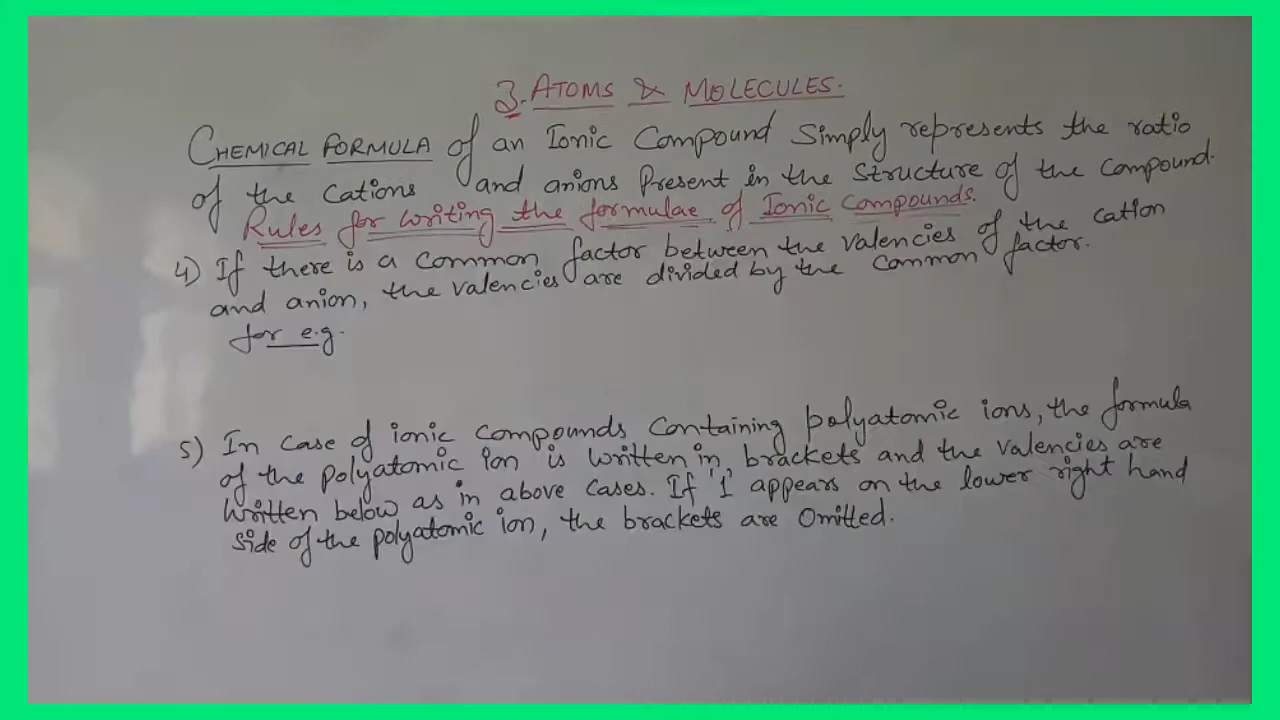 3. ATOMS & MOLECULES.
CHEMICAL FORMULA of an Ionic Compound Simply represents the ratio
of the cations and anions Present in the structure of the compound.
Rules for writing the formulae of Ionic compounds.
4) If there is a common factor between the valencies of the cation
and anion, the valencies are divided by the common factor.
for e.g.
5) In case of ionic compounds containing polyatomic ions, the formula
of the polyatomic ion is written in brackets and the valencies are
written below as in above cases. If '1' appears on the lower right hand
side of the polyatomic ion, the brackets are omitted.